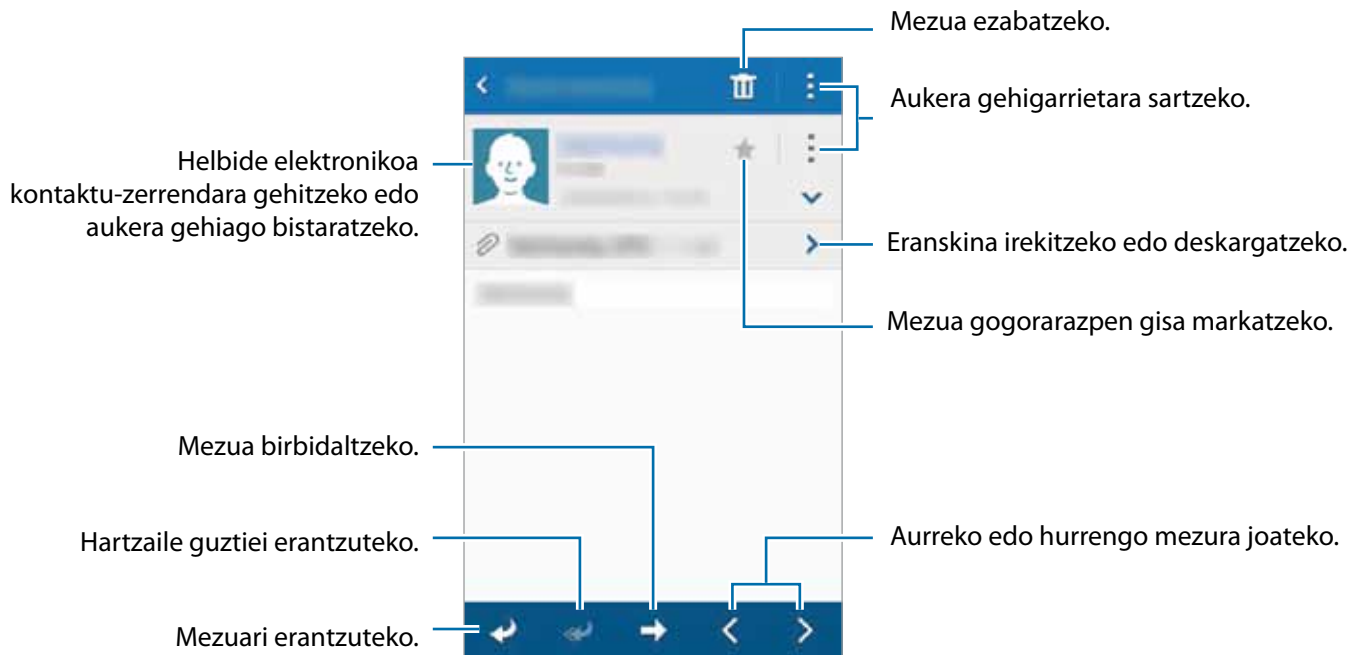 Mezua ezabatzeko.
Aukera gehigarrietara sartzeko.
Helbide elektronikoa
kontaktu-zerrendara gehitzeko edo
aukera gehiago bistaratzeko.
Eranskina irekitzeko edo deskargatzeko.
Mezua gogorarazpen gisa markatzeko.
Mezua birbidaltzeko.
Hartzaile guztiei erantzuteko.
Aurreko edo hurrengo mezura joateko.
Mezuari erantzuteko.